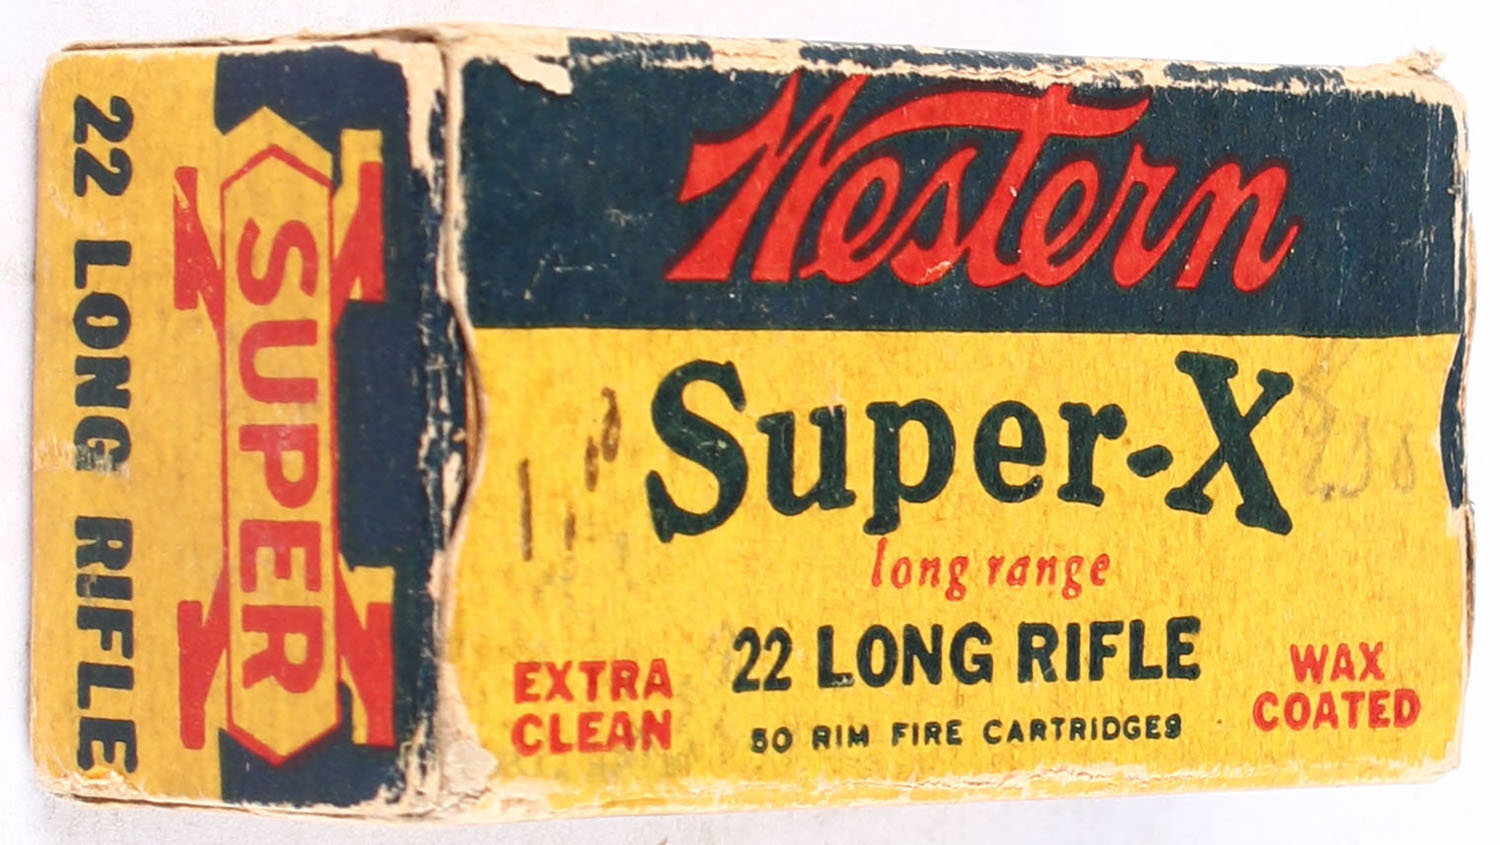 22 LONG RIFLE
SUPER
X
Western
Super-X
long range
22 LONG RIFLE
EXTRA
CLEAN
50 RIM FIRE CARTRIDGES
WAX
COATED